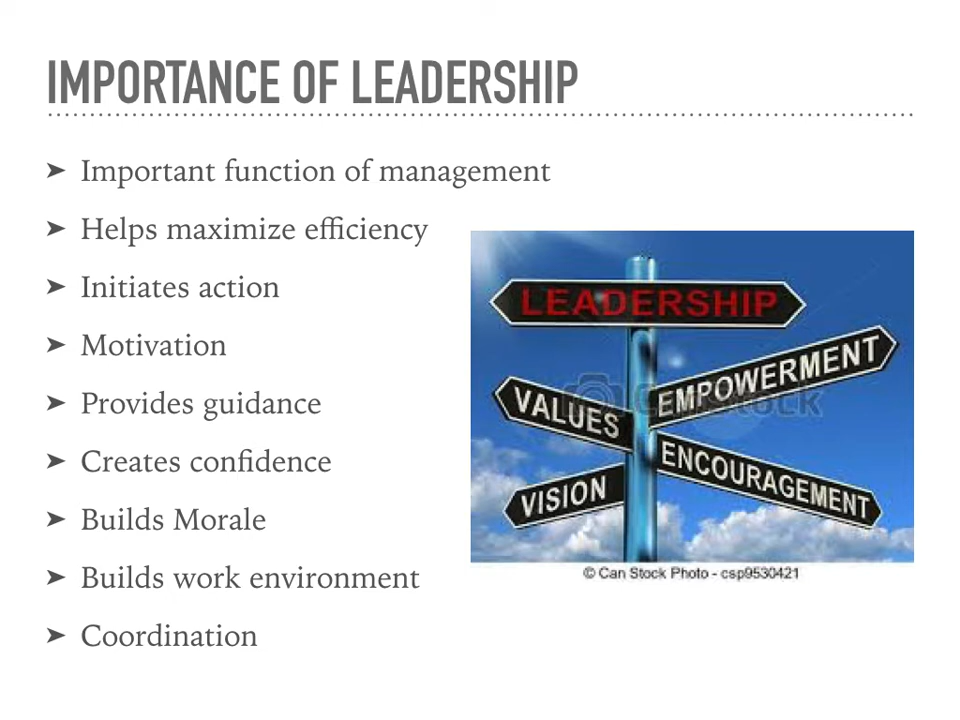 IMPORTANCE OF LEADERSHIP
➤ Important function of management
➤ Helps maximize efficiency
➤ Initiates action
➤ Motivation
➤ Provides guidance
➤ Creates confidence
➤ Builds Morale
➤ Builds work environment
➤ Coordination
LEADERSHIP
EMPOWERMENT
VALUES
ENCOURAGEMENT
VISION
© Can Stock Photo - csp9530421